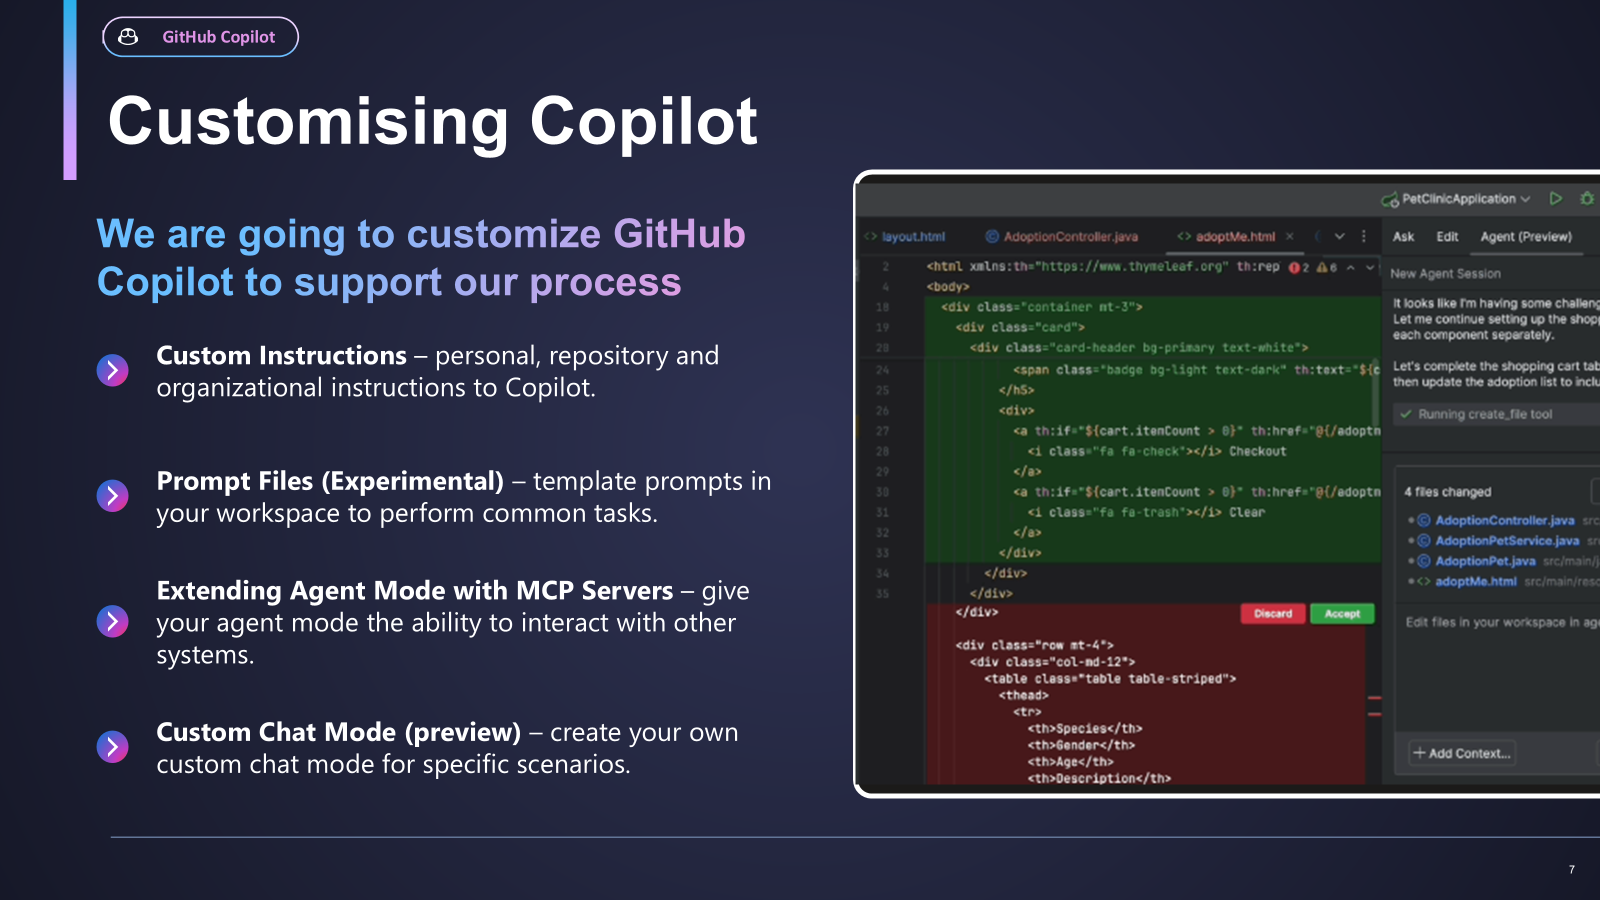 GitHub Copilot
Customising Copilot
We are going to customize GitHub
Copilot to support our process
Custom Instructions – personal, repository and
organizational instructions to Copilot.
Prompt Files (Experimental) – template prompts in
your workspace to perform common tasks.
Extending Agent Mode with MCP Servers – give
your agent mode the ability to interact with other
systems.
Custom Chat Mode (preview) – create your own
custom chat mode for specific scenarios.
PetClinicApplication
layout.html AdoptionController.java adoptMe.html
2 <html xmlns:th="https://www.thymeleaf.org" th:rep 2 6
4 <body>
18 <div class="container mt-3">
19 <div class="card">
20 <div class="card-header bg-primary text-white">
24 <span class="badge bg-light text-dark" th:text="${c
25 </h5>
26 <div>
27 <a th:if="${cart.itemCount > 0}" th:href="@{/adoptn
28 <i class="fa fa-check"></i> Checkout
29 </a>
30 <a th:if="${cart.itemCount > 0}" th:href="@{/adoptn
31 <i class="fa fa-trash"></i> Clear
32 </a>
33 </div>
34 </div>
35 </div>
</div>
Discard Accept
<div class="row mt-4">
<div class="col-md-12">
<table class="table table-striped">
<thead>
<tr>
<th>Species</th>
<th>Gender</th>
<th>Age</th>
<th>Description</th>
Ask Edit Agent (Preview)
New Agent Session
It looks like I'm having some challeng
Let me continue setting up the shopp
each component separately.
Let's complete the shopping cart tab
then update the adoption list to inclu
Running create_file tool
4 files changed
AdoptionController.java src
AdoptionPetService.java sr
AdoptionPet.java src/main/j
adoptMe.html src/main/reso
Edit files in your workspace in age
Add Context...
7